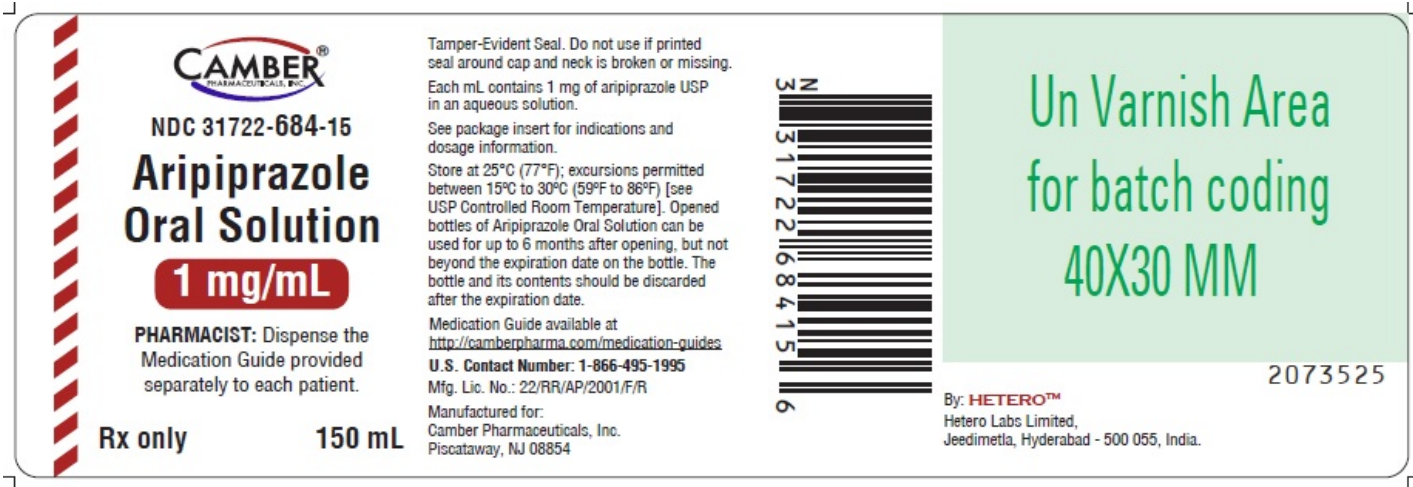 CAMBER®
PHARMACEUTICALS, INC.
NDC 31722-684-15
Aripiprazole
Oral Solution
1 mg/mL
PHARMACIST: Dispense the
Medication Guide provided
separately to each patient.
Rx only 150 mL
Tamper-Evident Seal. Do not use if printed
seal around cap and neck is broken or missing.
Each mL contains 1 mg of aripiprazole USP
in an aqueous solution.
See package insert for indications and
dosage information.
Store at 25°C (77°F); excursions permitted
between 15ºC to 30ºC (59ºF to 86ºF) [see
USP Controlled Room Temperature]. Opened
bottles of Aripiprazole Oral Solution can be
used for up to 6 months after opening, but not
beyond the expiration date on the bottle. The
bottle and its contents should be discarded
after the expiration date.
Medication Guide available at
http://camberpharma.com/medication-guides
U.S. Contact Number: 1-866-495-1995
Mfg. Lic. No.: 22/RR/AP/2001/F/R
Manufactured for:
Camber Pharmaceuticals, Inc.
Piscataway, NJ 08854
N
3 31722 68415 6
Un Varnish Area
for batch coding
40X30 MM
2073525
By: HETERO™
Hetero Labs Limited,
Jeedimetla, Hyderabad - 500 055, India.